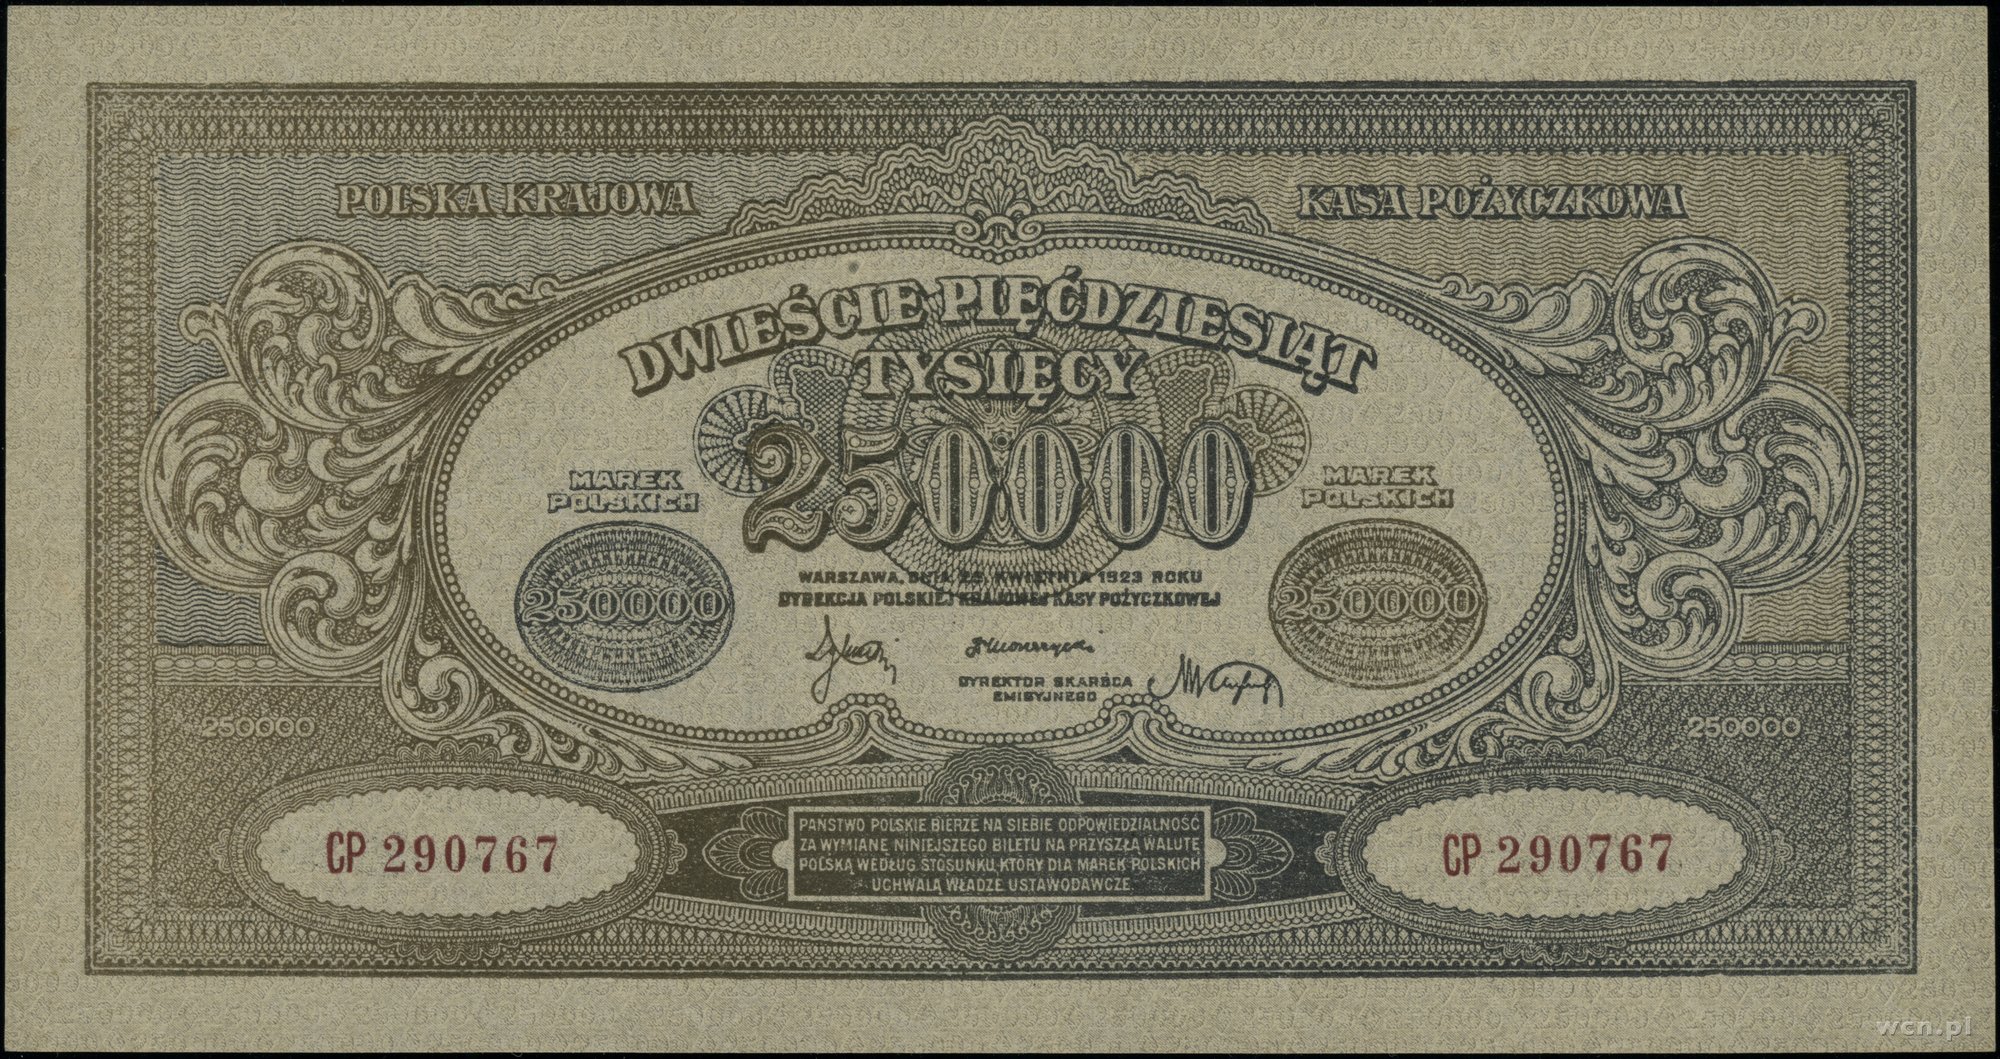 POLSKA KRAJOWA
KASA POŻYCZKOWA
DWIEŚCIE PIĘĆDZIESIĄT
TYSIĘCY
250000
MAREK
POLSKICH
250000
MAREK
POLSKICH
250000
WARSZAWA, DNIA 25. KWIETNIA 1923 ROKU
DYREKCJA POLSKIEJ KRAJOWEJ KASY POŻYCZKOWEJ
DYREKTOR SKARBCA
EMISYJNEGO
250000
250000
CP 290767
CP 290767
PAŃSTWO POLSKIE BIERZE NA SIEBIE ODPOWIEDZIALNOŚĆ
ZA WYMIANĘ NINIEJSZEGO BILETU NA PRZYSZŁĄ WALUTĘ
POLSKĄ WEDŁUG STOSUNKU, KTÓRY DLA MAREK POLSKICH
UCHWALĄ WŁADZE USTAWODAWCZE.
wcn.pl